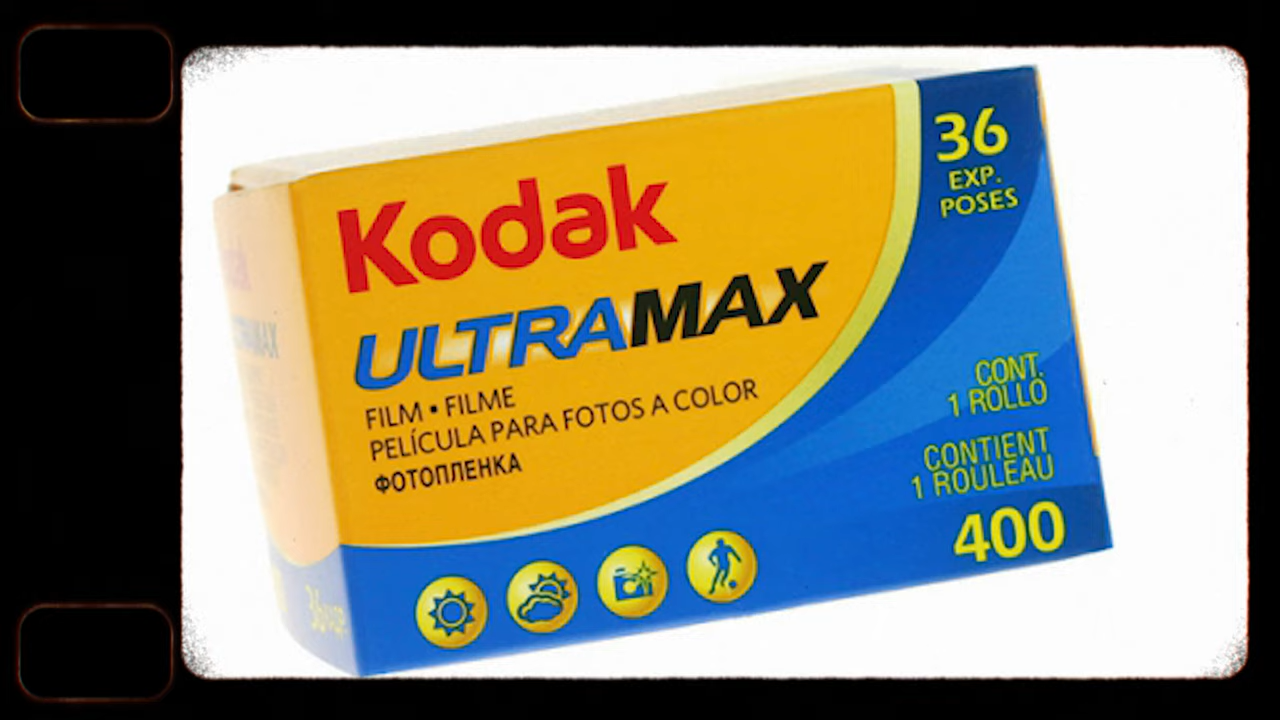 Kodak
ULTRAMAX
FILM • FILME
PELÍCULA PARA FOTOS A COLOR
ФОТОПЛЕНКА
36
EXP.
POSES
CONT.
1 ROLLO
CONTIENT
1 ROULEAU
400
36